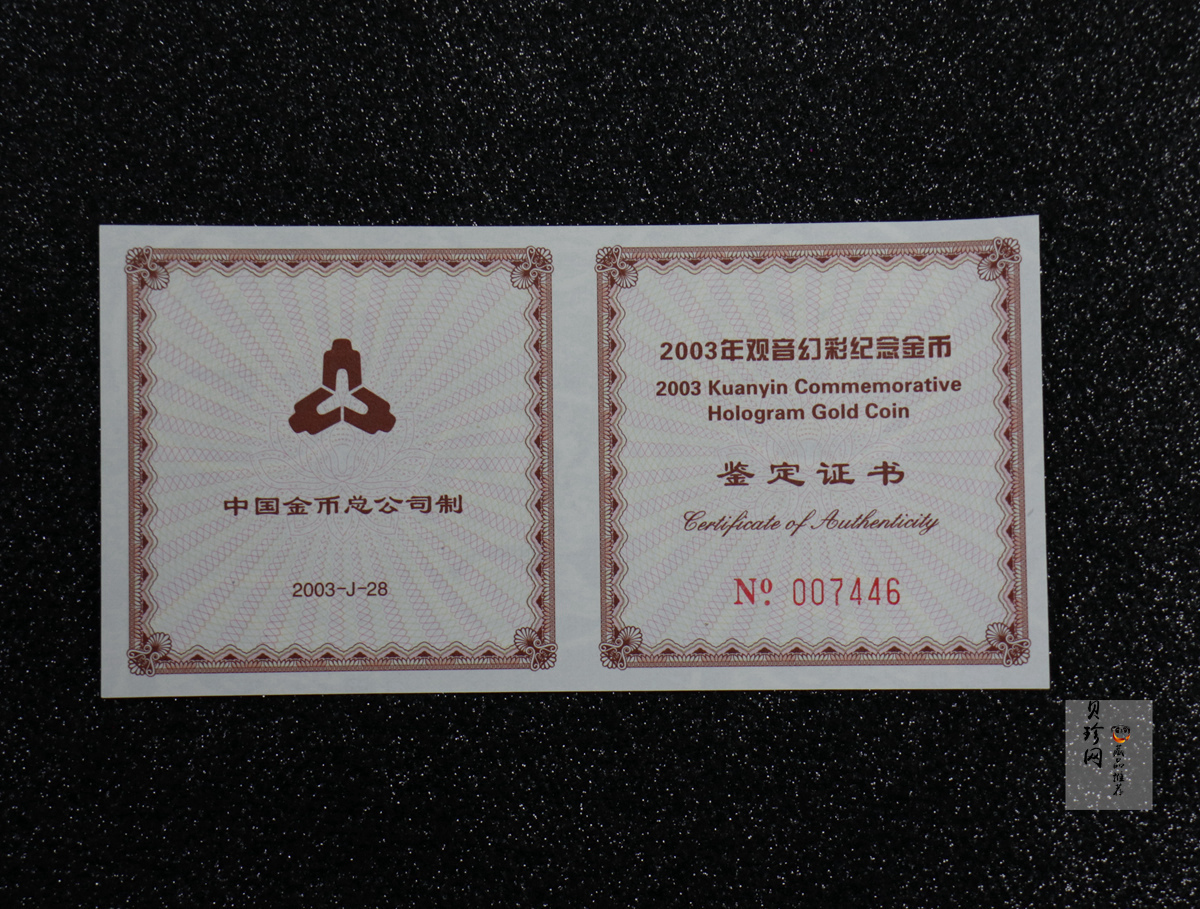 中国金币总公司制
2003-J-28
2003年观音幻彩纪念金币
2003 Kuanyin Commemorative
Hologram Gold Coin
鉴定证书
Certificate of Authenticity
Nº 007446
贝珍网